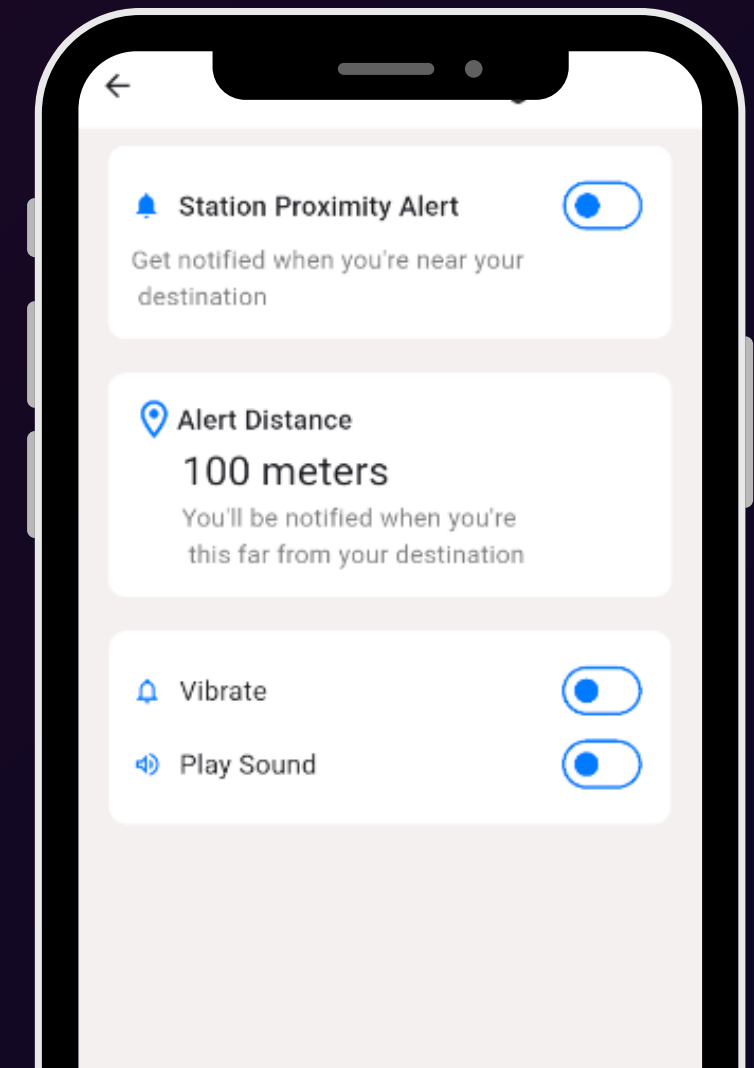 Station Proximity Alert
Get notified when you're near your
destination
Alert Distance
100 meters
You'll be notified when you're
this far from your destination
Vibrate
Play Sound